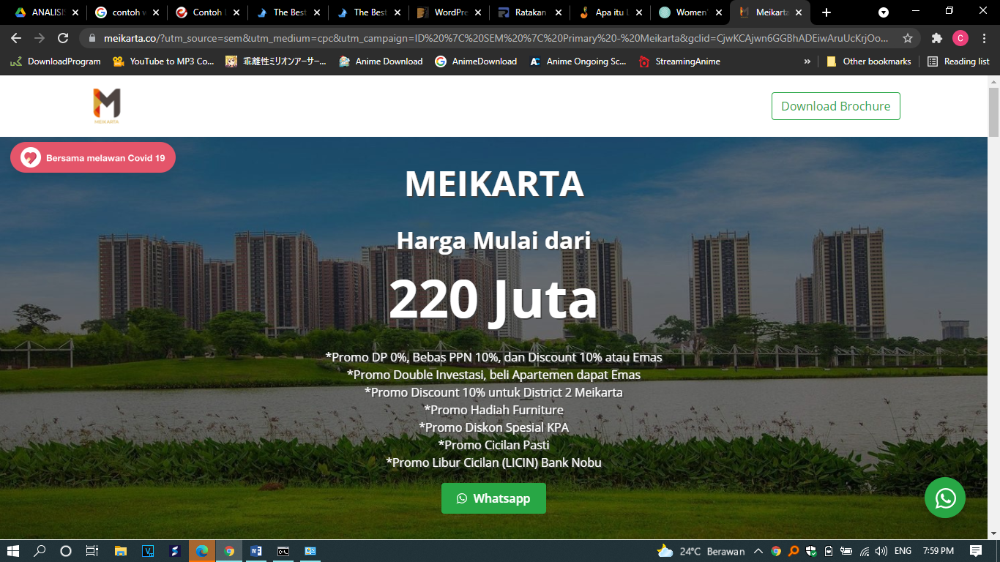 ANALISIS
contoh w
Contoh L
The Best
The Best
WordPre
Ratakan
Apa itu L
Women'
Meikarta
meikarta.co/?utm_source=sem&utm_medium=cpc&utm_campaign=ID%20%7C%20SEM%20%7C%20Primary%20-%20Meikarta&gclid=CjwKCAjwn6GGBhADEiwAruUcKrjOo...
C
DownloadProgram
YouTube to MP3 Co...
乖離性ミリオンアーサー...
Anime Download
AnimeDownload
Anime Ongoing Sc...
StreamingAnime
»
Other bookmarks
Reading list
MEIKARTA
Download Brochure
Bersama melawan Covid 19
MEIKARTA
Harga Mulai dari
220 Juta
*Promo DP 0%, Bebas PPN 10%, dan Discount 10% atau Emas
*Promo Double Investasi, beli Apartemen dapat Emas
*Promo Discount 10% untuk District 2 Meikarta
*Promo Hadiah Furniture
*Promo Diskon Spesial KPA
*Promo Cicilan Pasti
*Promo Libur Cicilan (LICIN) Bank Nobu
Whatsapp
24°C Berawan
ENG
7:59 PM